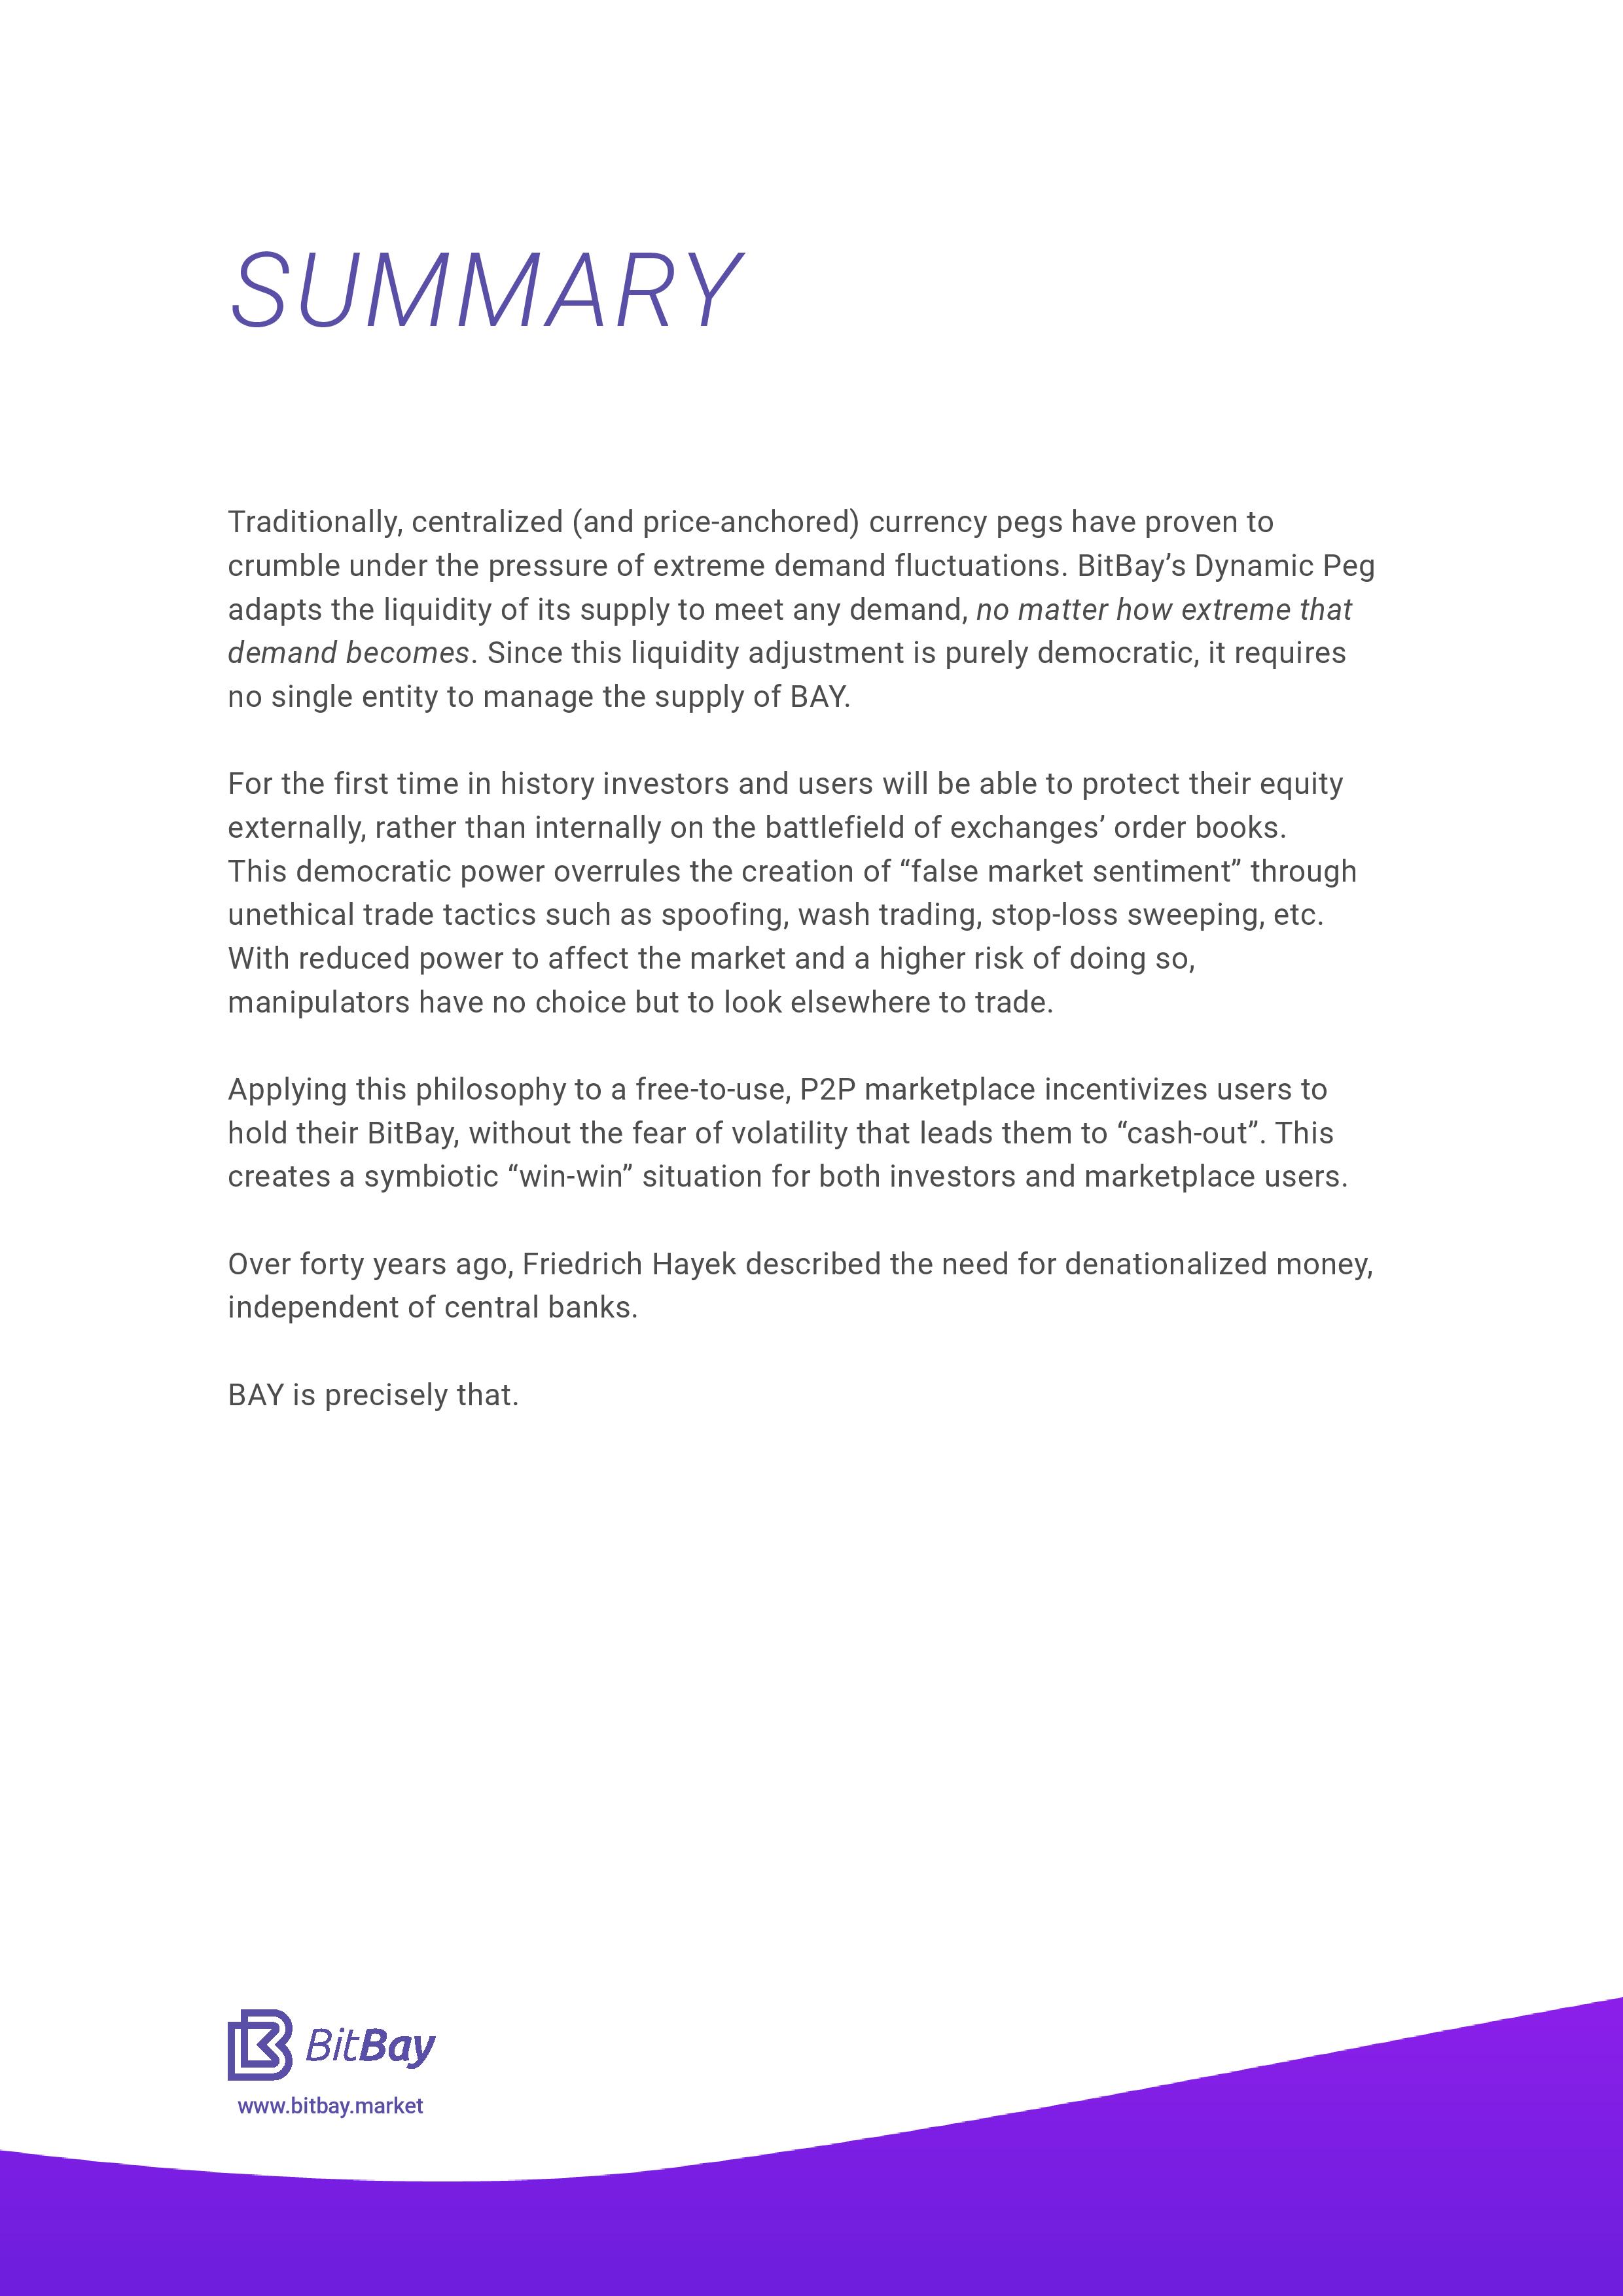 SUMMARY
Traditionally, centralized (and price-anchored) currency pegs have proven to
crumble under the pressure of extreme demand fluctuations. BitBay’s Dynamic Peg
adapts the liquidity of its supply to meet any demand, no matter how extreme that
demand becomes. Since this liquidity adjustment is purely democratic, it requires
no single entity to manage the supply of BAY.
For the first time in history investors and users will be able to protect their equity
externally, rather than internally on the battlefield of exchanges’ order books.
This democratic power overrules the creation of “false market sentiment” through
unethical trade tactics such as spoofing, wash trading, stop-loss sweeping, etc.
With reduced power to affect the market and a higher risk of doing so,
manipulators have no choice but to look elsewhere to trade.
Applying this philosophy to a free-to-use, P2P marketplace incentivizes users to
hold their BitBay, without the fear of volatility that leads them to “cash-out”. This
creates a symbiotic “win-win” situation for both investors and marketplace users.
Over forty years ago, Friedrich Hayek described the need for denationalized money,
independent of central banks.
BAY is precisely that.
BitBay
www.bitbay.market